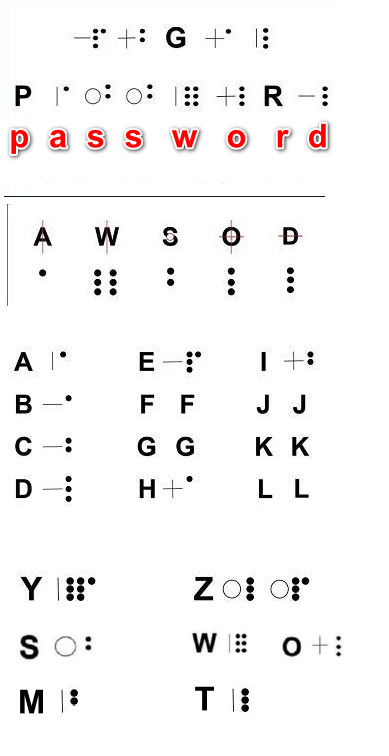 G
P R
p a s s w o r d
A W S O D
A E I
B F F J J
C G G K K
D H L L
Y Z
S W O
M T